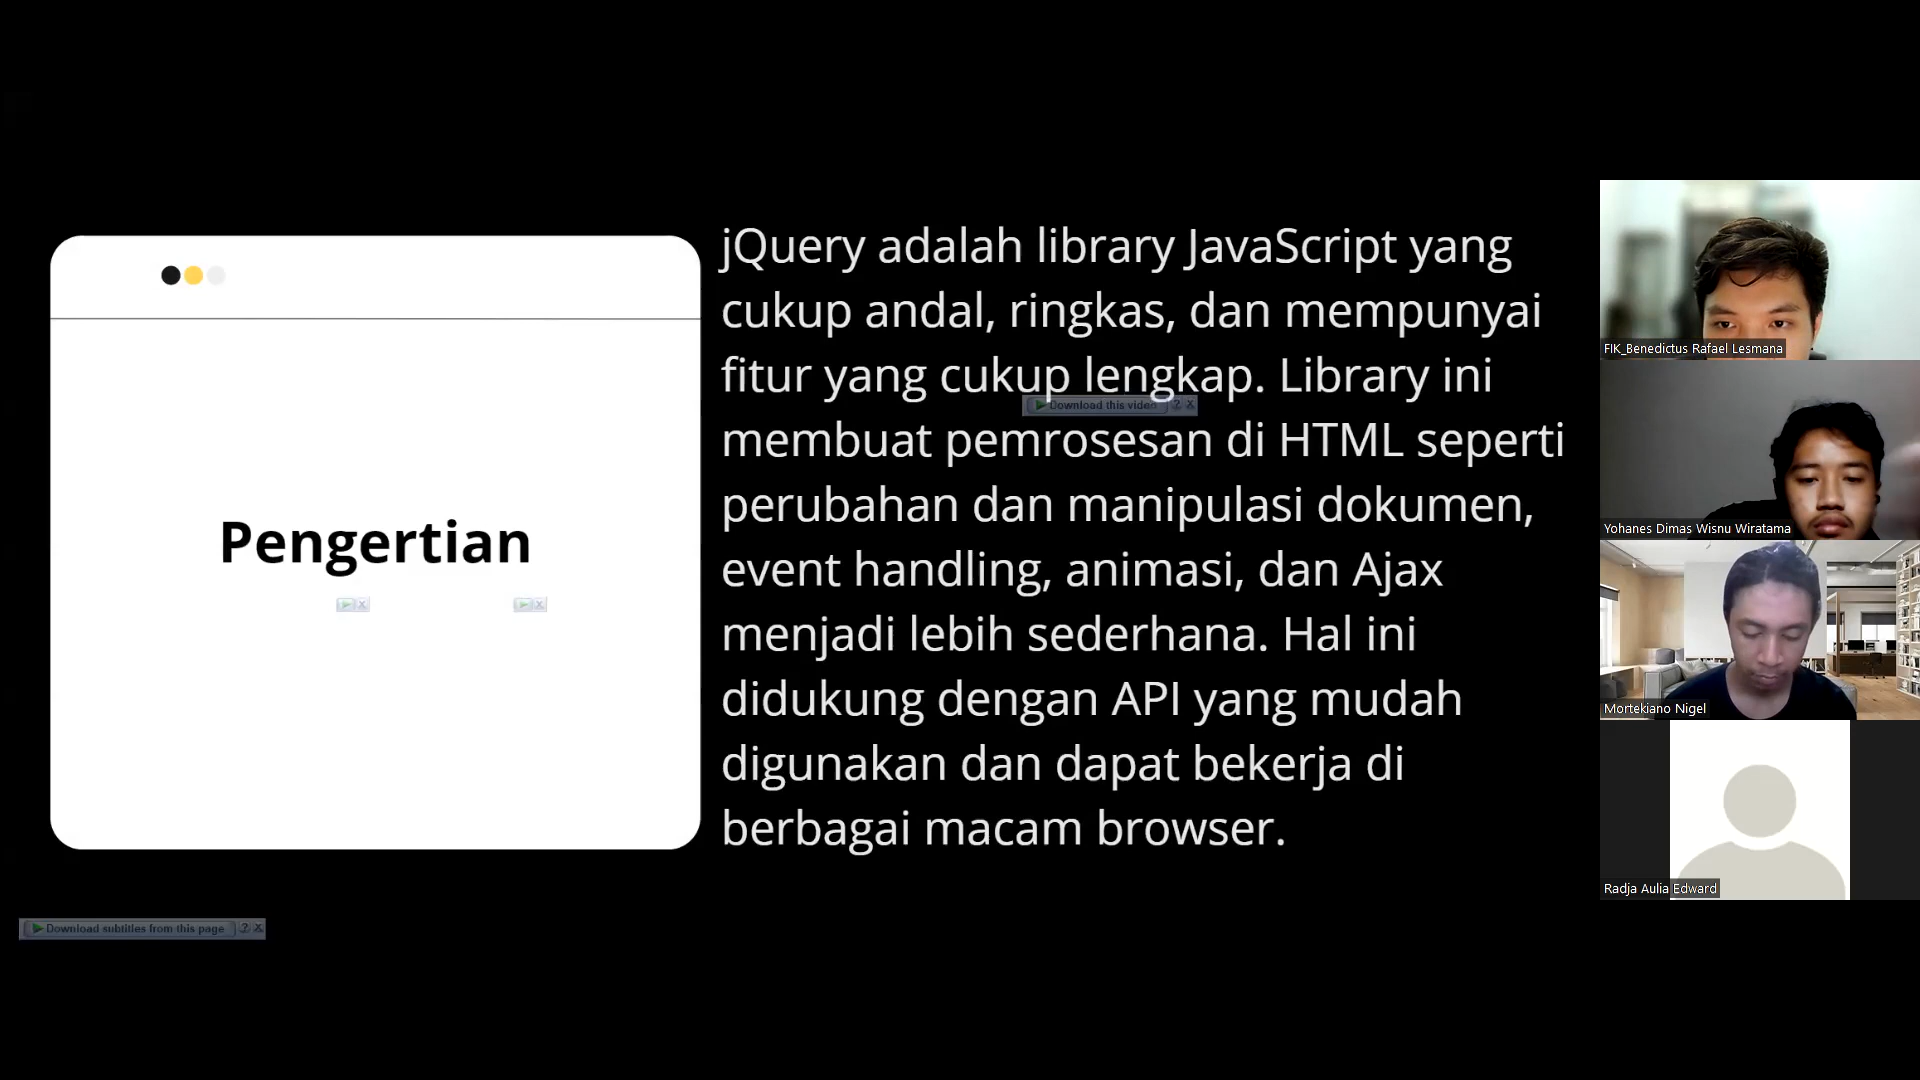 Pengertian
jQuery adalah library JavaScript yang
cukup andal, ringkas, dan mempunyai
fitur yang cukup lengkap. Library ini
membuat pemrosesan di HTML seperti
perubahan dan manipulasi dokumen,
event handling, animasi, dan Ajax
menjadi lebih sederhana. Hal ini
didukung dengan API yang mudah
digunakan dan dapat bekerja di
berbagai macam browser.
Download this video ? X
Download subtitles from this page ? X
FIK_Benedictus Rafael Lesmana
Yohanes Dimas Wisnu Wiratama
Mortekiano Nigel
Radja Aulia Edward